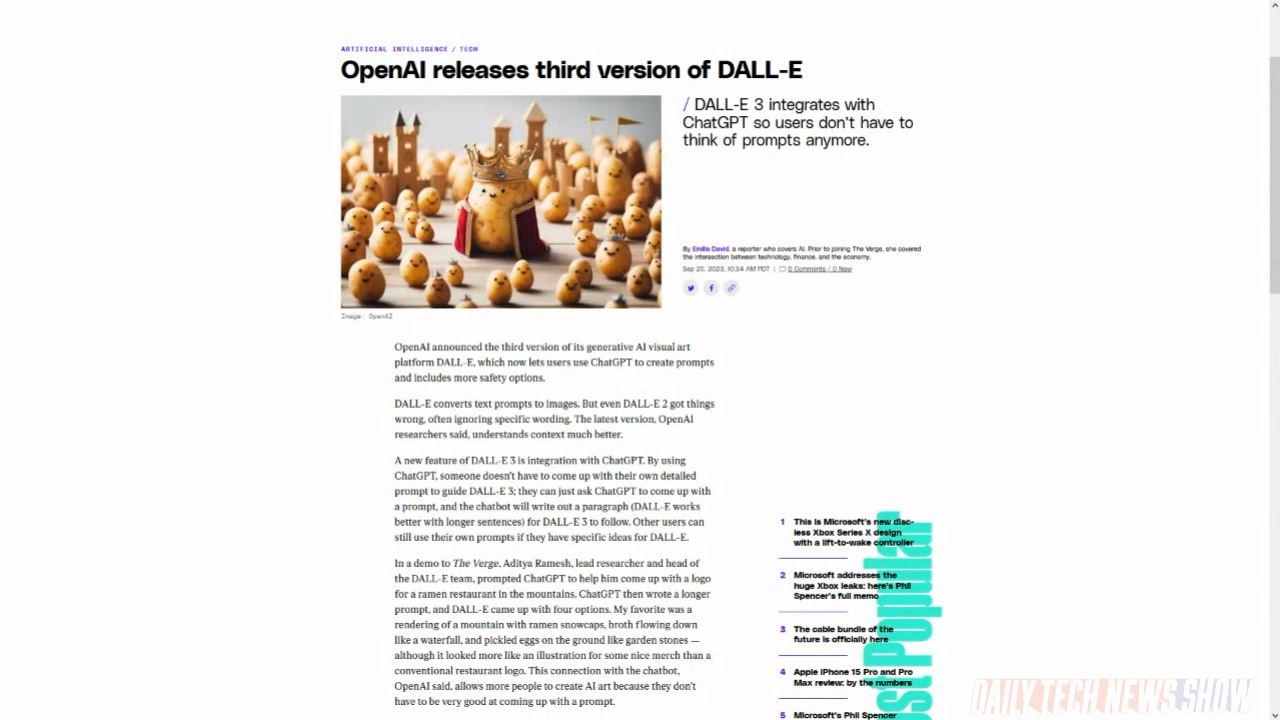 ARTIFICIAL INTELLIGENCE / TECH
OpenAI releases third version of DALL-E
/ DALL-E 3 integrates with
ChatGPT so users don't have to
think of prompts anymore.
By Emilia David, a reporter who covers AI. Prior to joining The Verge, she covered
the intersection between technology, finance, and the economy.
Sep 20, 2023, 10:34 AM PDT | 0 Comments / 0 New
Image: OpenAI
OpenAI announced the third version of its generative AI visual art
platform DALL-E, which now lets users use ChatGPT to create prompts
and includes more safety options.
DALL-E converts text prompts to images. But even DALL-E 2 got things
wrong, often ignoring specific wording. The latest version, OpenAI
researchers said, understands context much better.
A new feature of DALL-E 3 is integration with ChatGPT. By using
ChatGPT, someone doesn't have to come up with their own detailed
prompt to guide DALL-E 3; they can just ask ChatGPT to come up with
a prompt, and the chatbot will write out a paragraph (DALL-E works
better with longer sentences) for DALL-E 3 to follow. Other users can
still use their own prompts if they have specific ideas for DALL-E.
In a demo to The Verge, Aditya Ramesh, lead researcher and head of
the DALL-E team, prompted ChatGPT to help him come up with a logo
for a ramen restaurant in the mountains. ChatGPT then wrote a longer
prompt, and DALL-E came up with four options. My favorite was a
rendering of a mountain with ramen snowcaps, broth flowing down
like a waterfall, and pickled eggs on the ground like garden stones —
although it looked more like an illustration for some nice merch than a
conventional restaurant logo. This connection with the chatbot,
OpenAI said, allows more people to create AI art because they don't
have to be very good at coming up with a prompt.
1 This is Microsoft's new disc-
less Xbox Series X design
with a lift-to-wake controller
2 Microsoft addresses the
huge Xbox leaks: here's Phil
Spencer's full memo
3 The cable bundle of the
future is officially here
4 Apple iPhone 15 Pro and Pro
Max review: by the numbers
5 Microsoft's Phil Spencer
st Popular
DAILY TECH NEWS SHOW